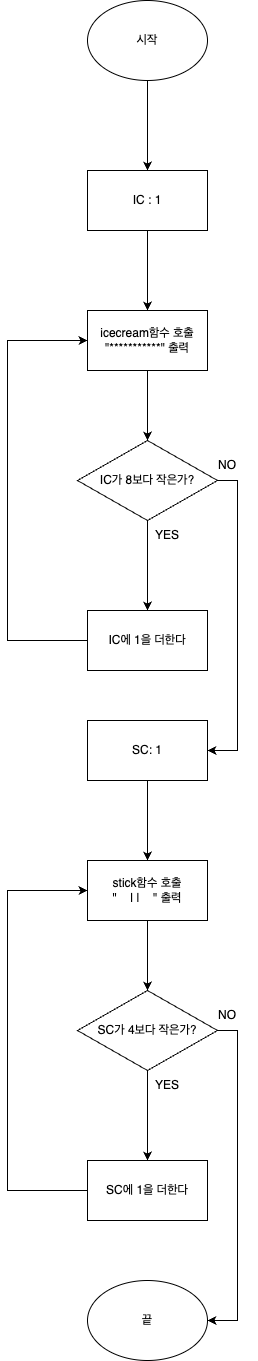 시작
IC : 1
icecream함수 호출
"***********" 출력
IC가 8보다 작은가?
NO
YES
IC에 1을 더한다
SC: 1
stick함수 호출
"    | |    " 출력
SC가 4보다 작은가?
NO
YES
SC에 1을 더한다
끝